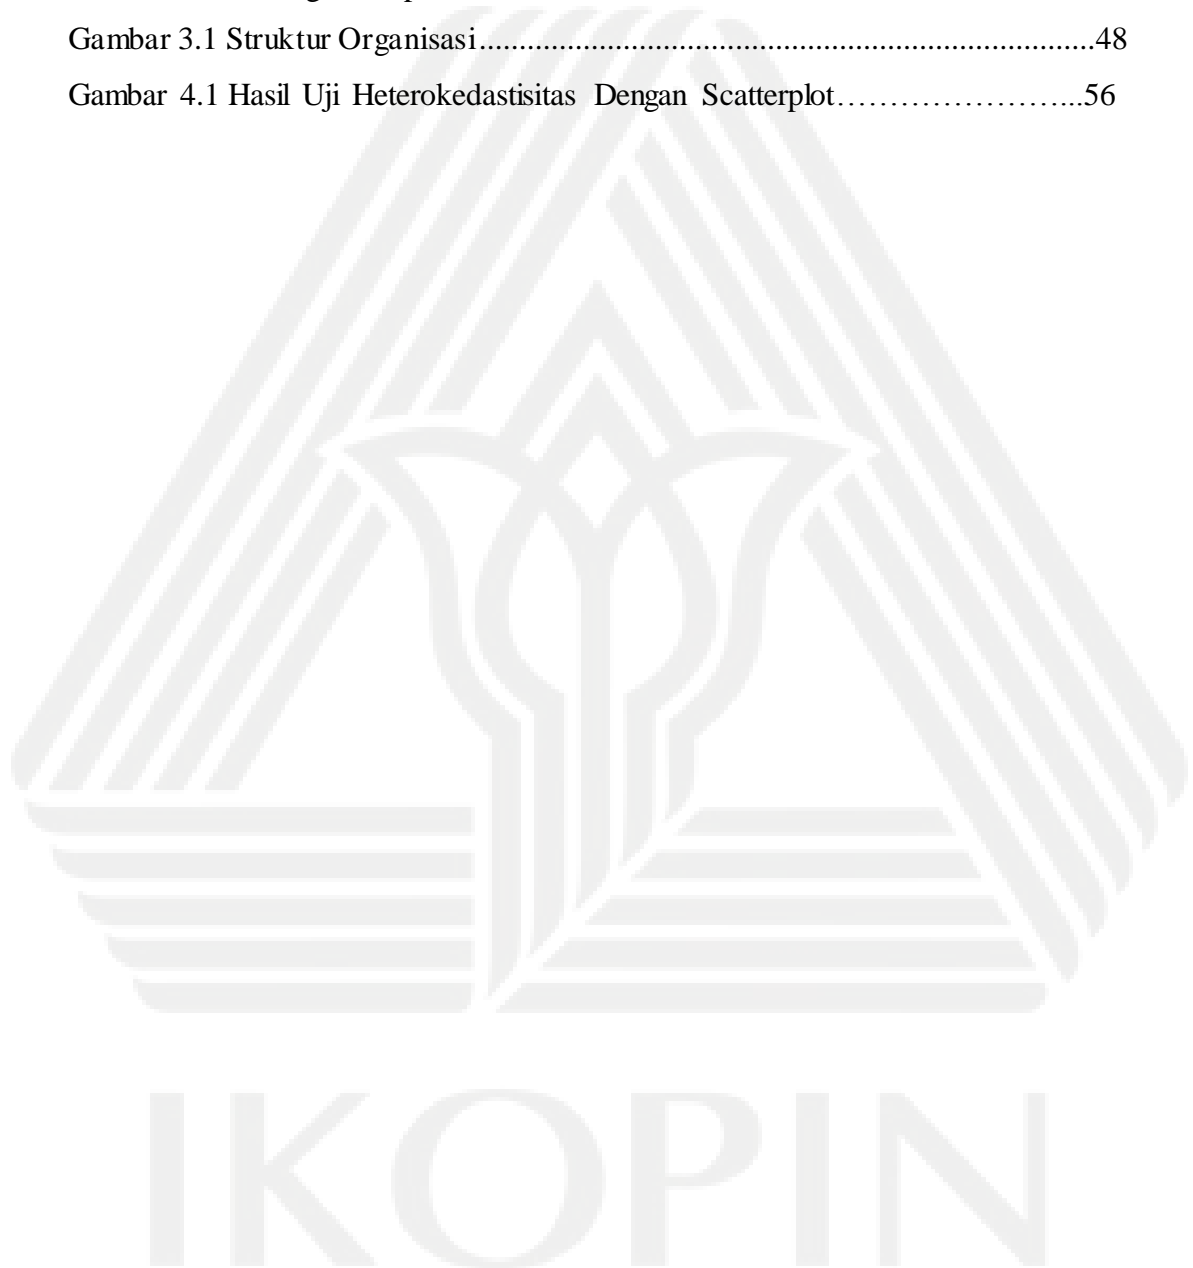 Gambar 3.1 Struktur Organisasi............................................................................48
Gambar 4.1 Hasil Uji Heterokedastisitas Dengan Scatterplot……………………...56
IKOPIN